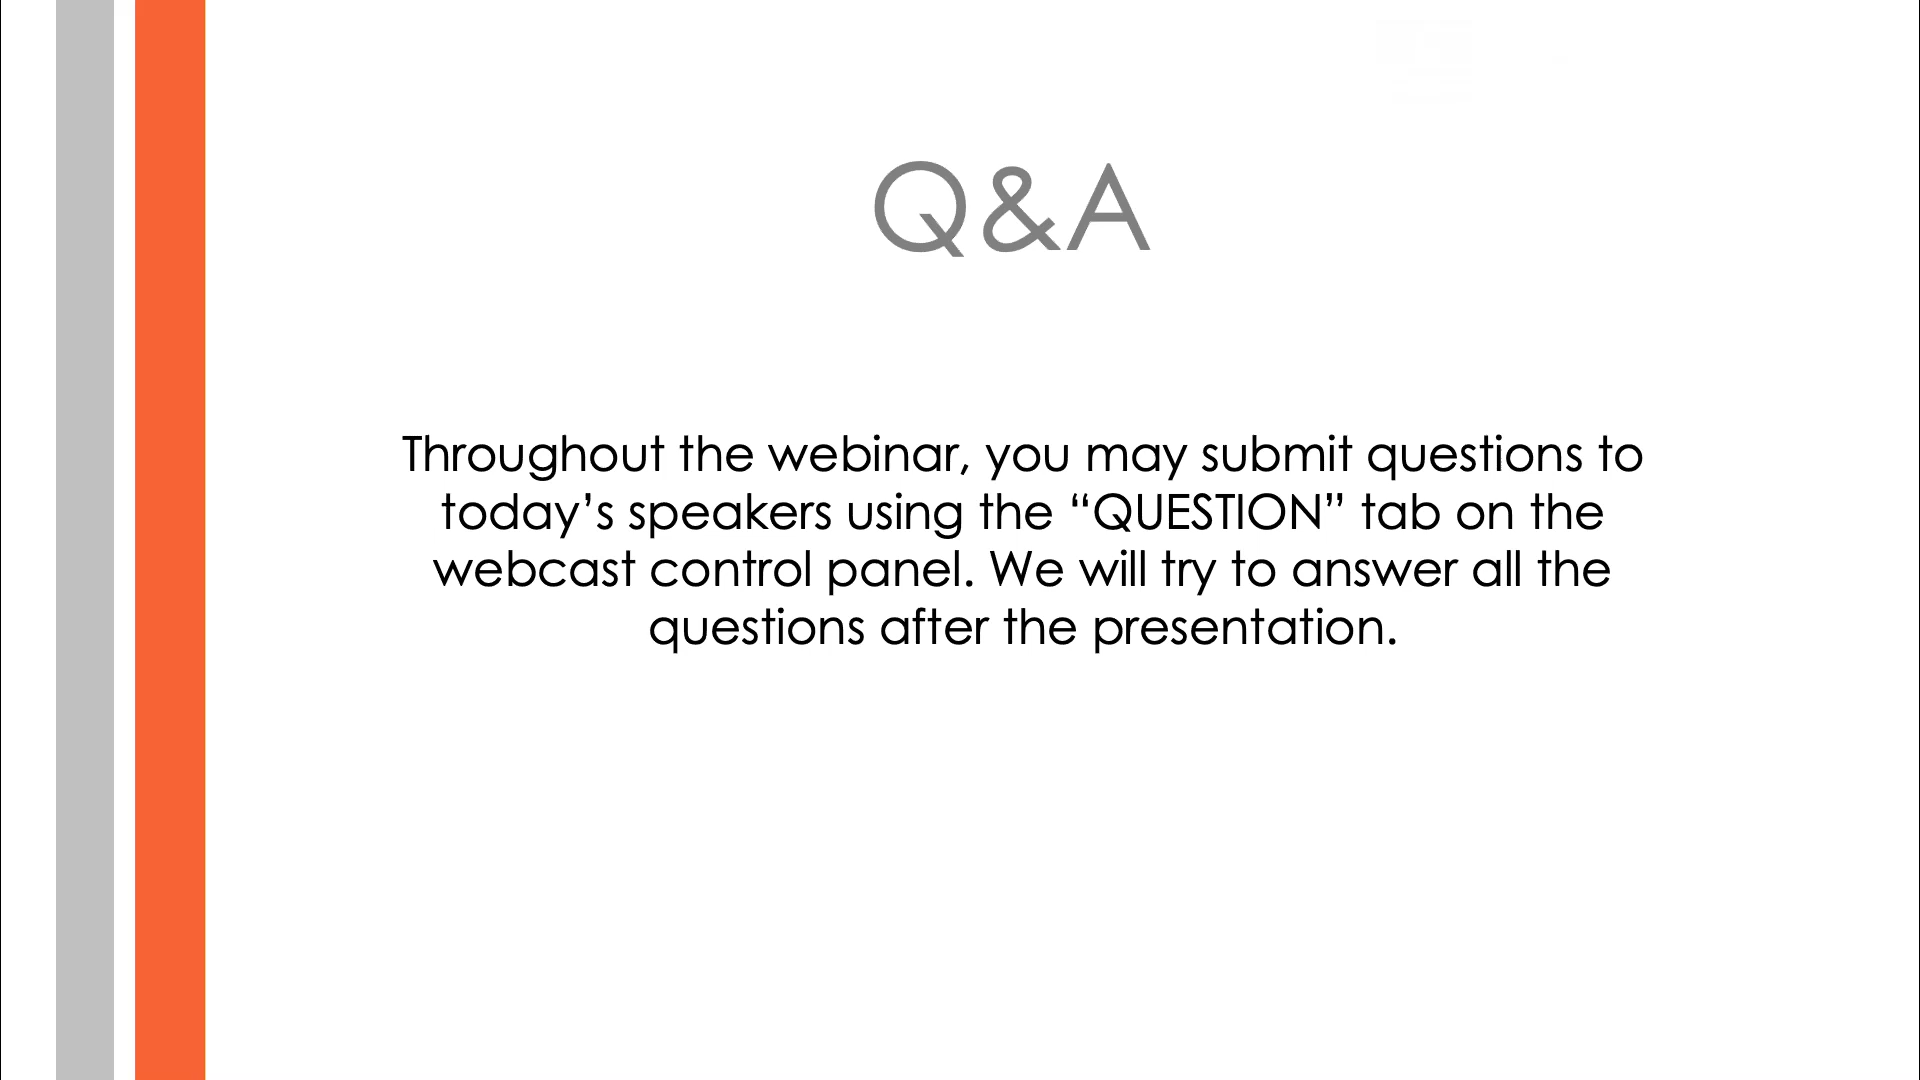 Q&A
Throughout the webinar, you may submit questions to
today’s speakers using the “QUESTION” tab on the
webcast control panel. We will try to answer all the
questions after the presentation.